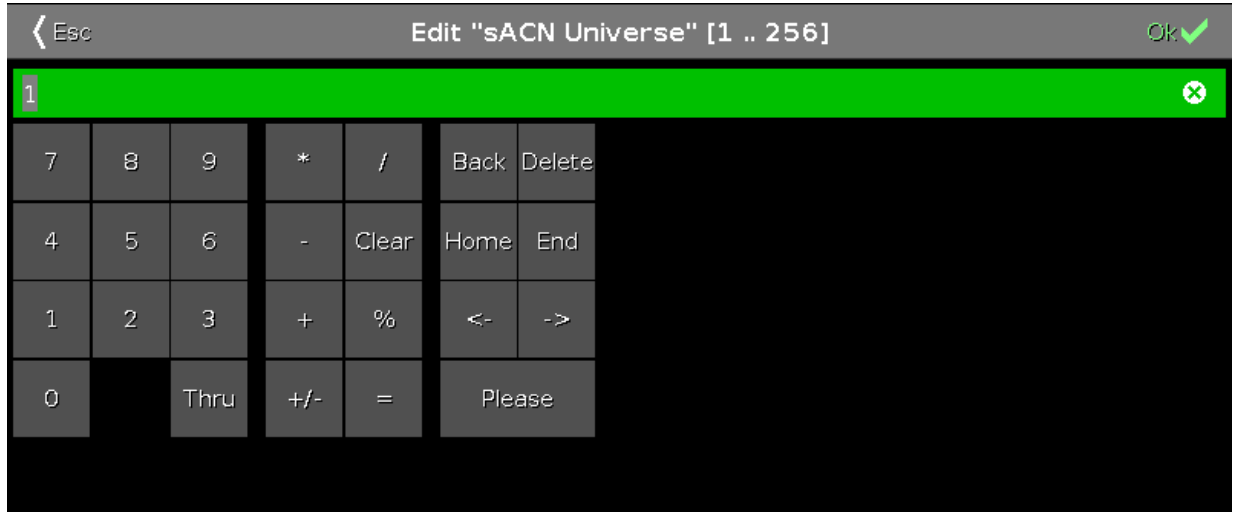 Esc Edit "sACN Universe" [1 .. 256] Ok
1
7 8 9 * / Back Delete
4 5 6 - Clear Home End
1 2 3 + % <- ->
0 Thru +/- = Please